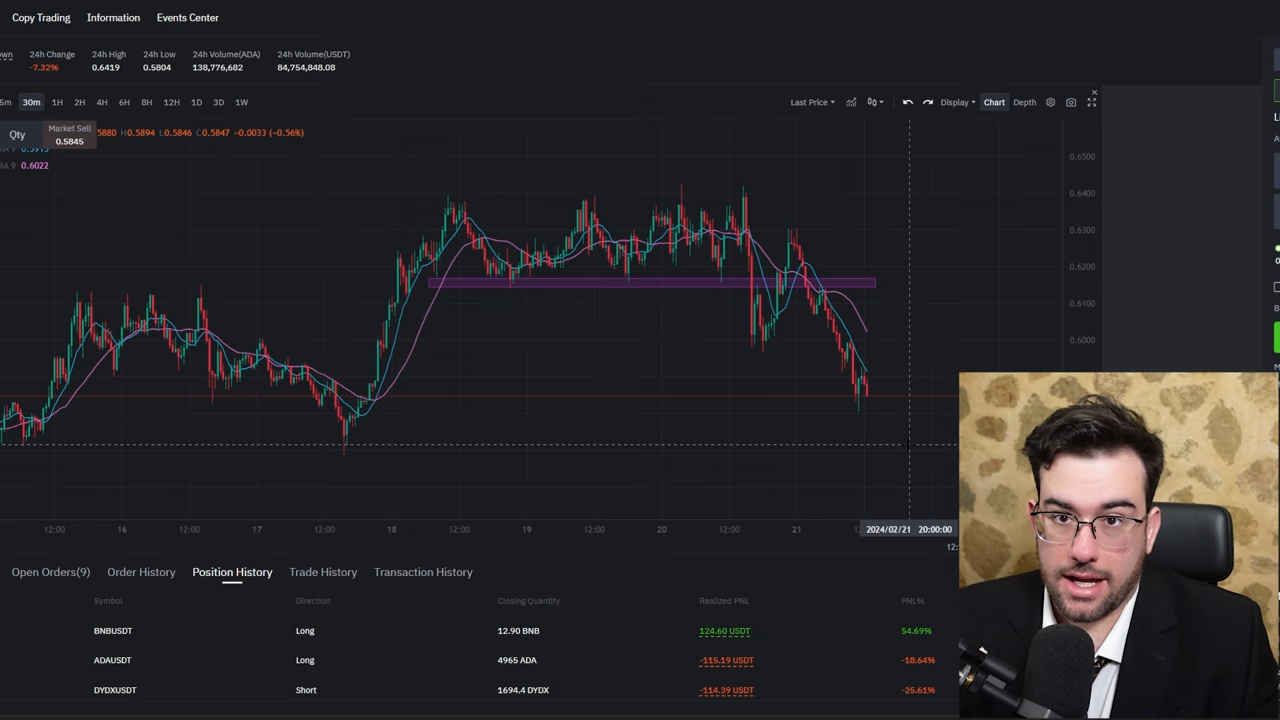 Copy Trading Information Events Center
24h Change 24h High 24h Low 24h Volume(ADA) 24h Volume(USDT)
-7.32% 0.6419 0.5804 138,776,682 84,754,848.08
30m 1H 2H 4H 6H 8H 12H 1D 3D 1W Last Price Display Chart Depth
Qty Market Sell 0.5845
5880 H0.5894 L0.5846 C0.5847 -0.0033 (-0.56%)
9 0.6022
0.6500
0.6400
0.6300
0.6200
0.6100
0.6000
12:00 16 12:00 17 12:00 18 12:00 19 12:00 20 12:00 21 2024/02/21 20:00:00
Open Orders(9) Order History Position History Trade History Transaction History
Symbol Direction Closing Quantity Realized PNL PNL%
BNBUSDT Long 12.90 BNB 124.60 USDT 54.69%
ADAUSDT Long 4965 ADA -115.19 USDT -18.64%
DYDXUSDT Short 1694.4 DYDX -114.39 USDT -25.61%